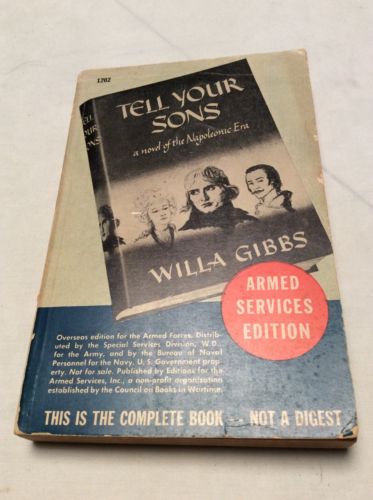 1202
TELL YOUR
SONS
a novel of the Napoleonic Era
WILLA GIBBS
ELL
OUR
ONS
ARMED
SERVICES
EDITION
Overseas edition for the Armed Forces. Distrib-
uted by the Special Services Division, W.D.,
for the Army, and by the Bureau of Naval
Personnel for the Navy. U. S. Government prop-
erty. Not for sale. Published by Editions for the
Armed Services, Inc., a non-profit organization
established by the Council on Books in Wartime.
THIS IS THE COMPLETE BOOK — NOT A DIGEST